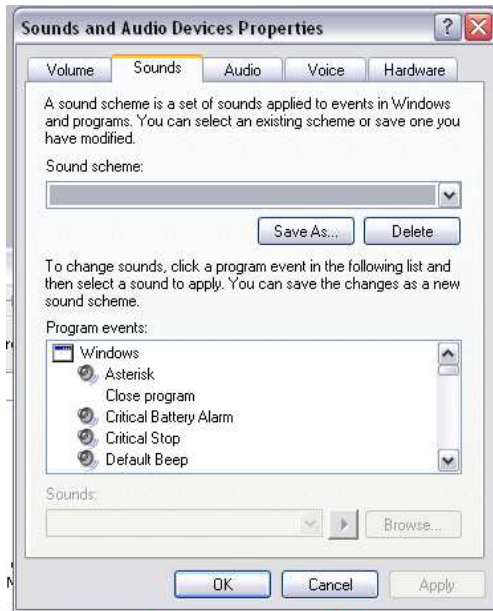 Sounds and Audio Devices Properties
?
Volume
Sounds
Audio
Voice
Hardware
A sound scheme is a set of sounds applied to events in Windows
and programs. You can select an existing scheme or save one you
have modified.
Sound scheme:
Save As...
Delete
To change sounds, click a program event in the following list and
then select a sound to apply. You can save the changes as a new
sound scheme.
Program events:
Windows
Asterisk
Close program
Critical Battery Alarm
Critical Stop
Default Beep
Sounds:
Browse...
OK
Cancel
Apply